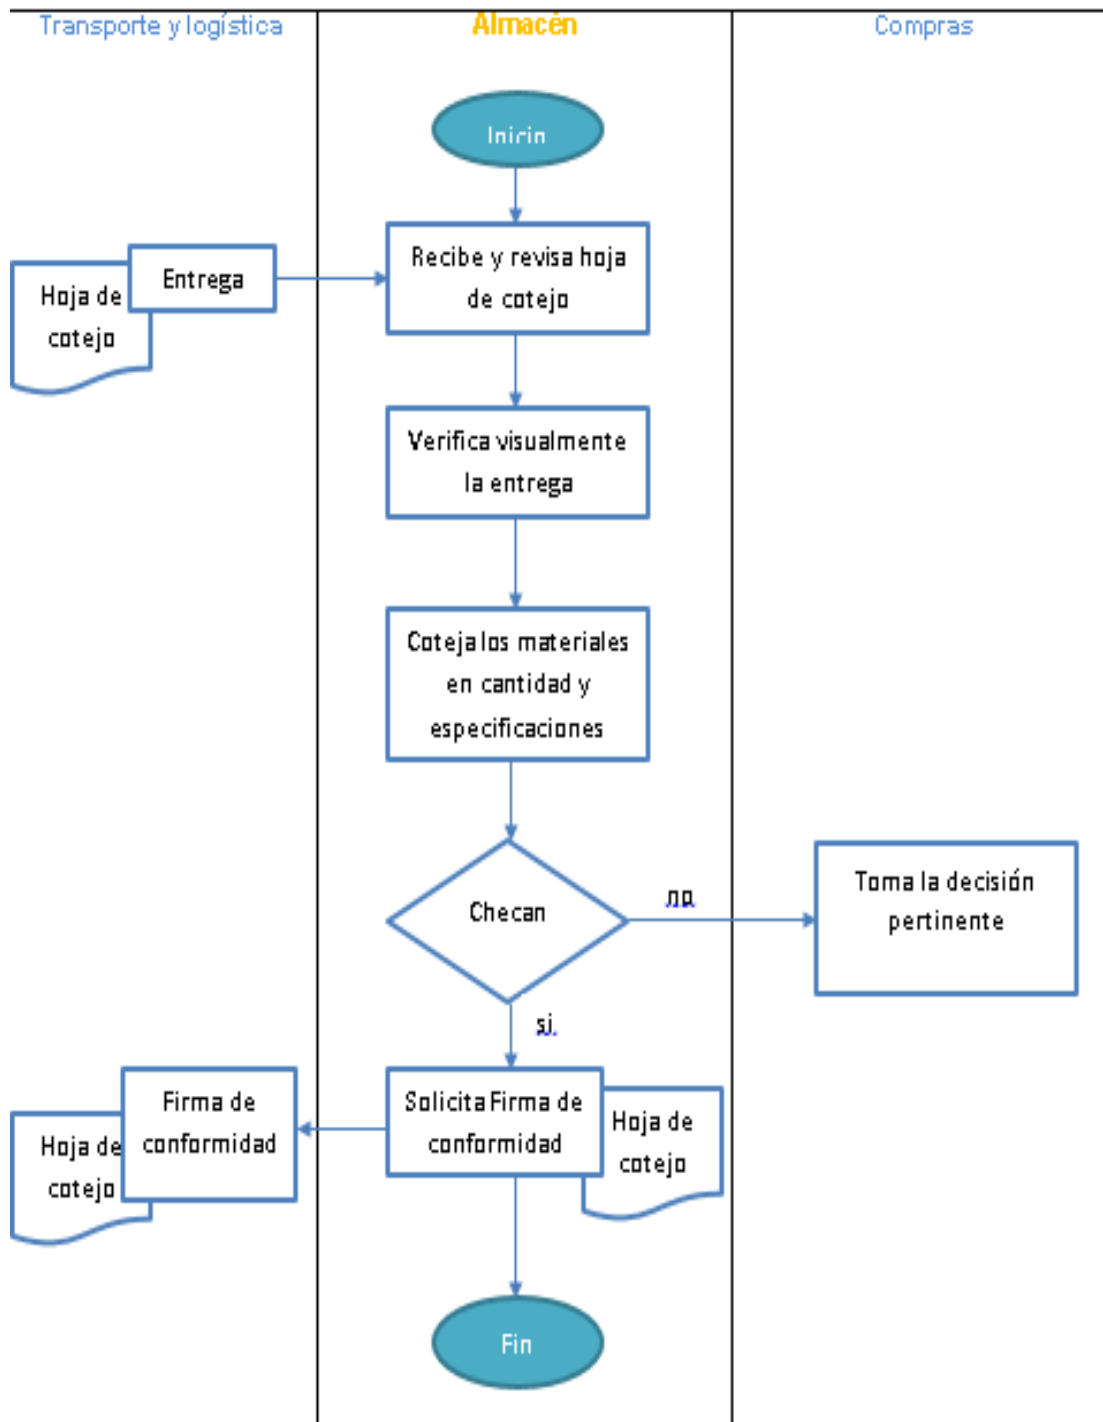 Transporte y logística
Almacén
Compras
Inicio
Entrega
Hoja de
cotejo
Recibe y revisa hoja
de cotejo
Verifica visualmente
la entrega
Coteja los materiales
en cantidad y
especificaciones
Checan
no
Toma la decisión
pertinente
si
Firma de
conformidad
Hoja de
cotejo
Solicita Firma de
conformidad
Hoja de
cotejo
Fin